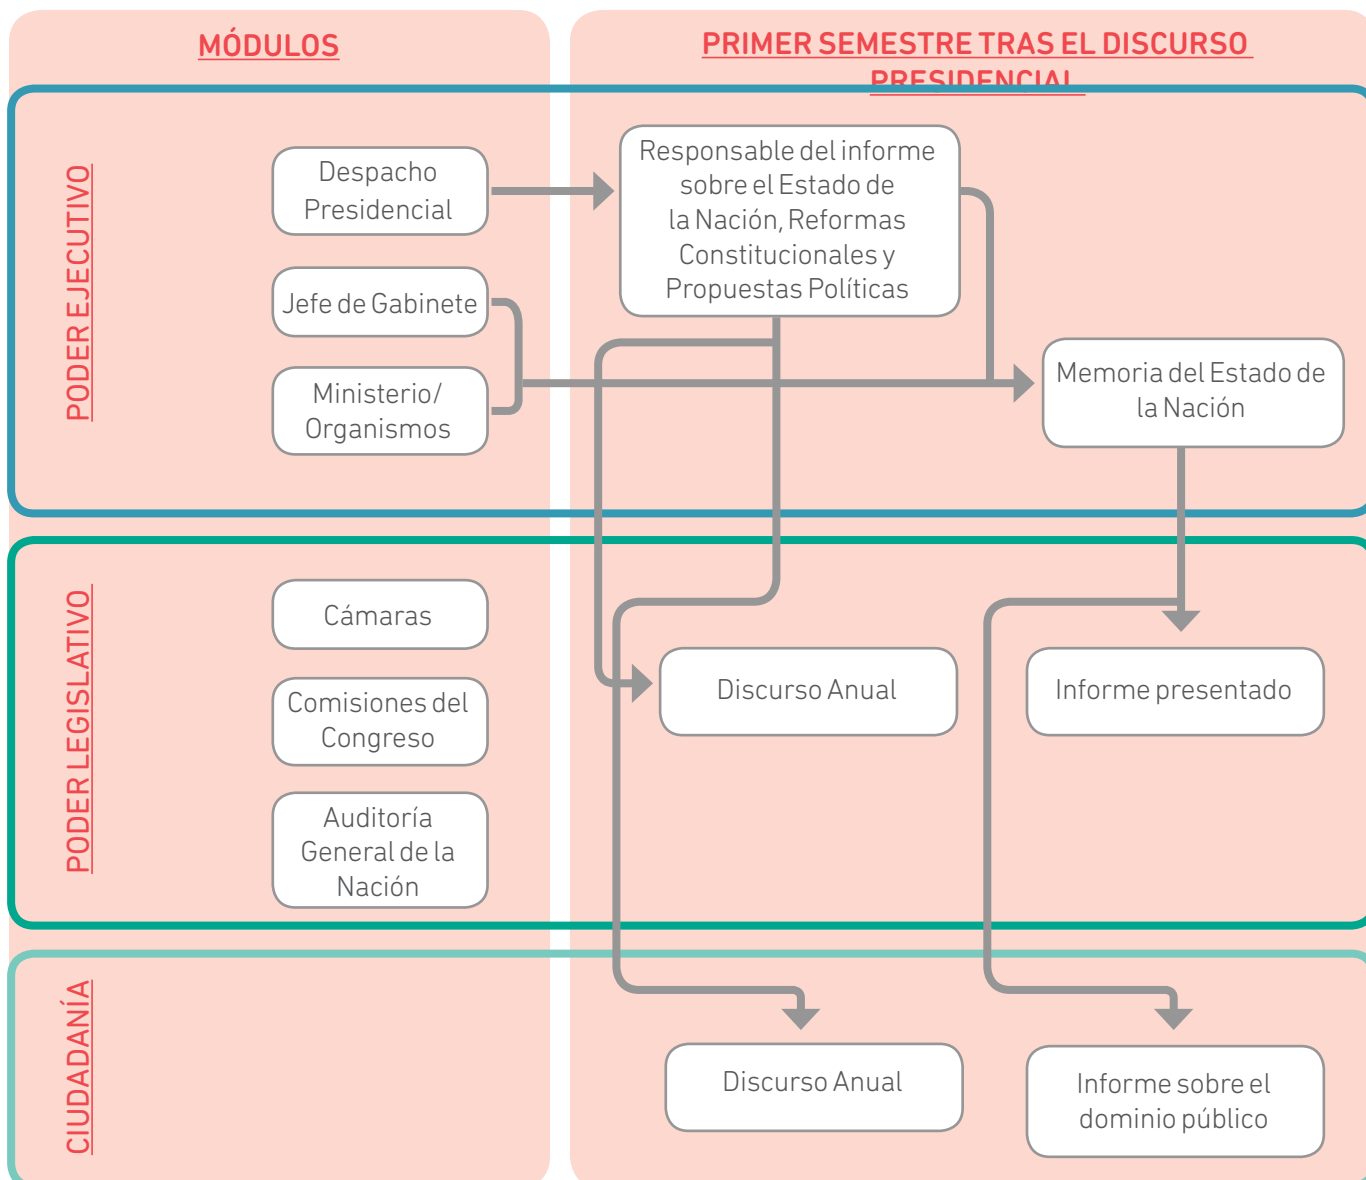 MÓDULOS
PRIMER SEMESTRE TRAS EL DISCURSO
PRESIDENCIAL
PODER EJECUTIVO
Despacho
Presidencial
Responsable del informe
sobre el Estado de
la Nación, Reformas
Constitucionales y
Propuestas Políticas
Jefe de Gabinete
Ministerio/
Organismos
Memoria del Estado de
la Nación
PODER LEGISLATIVO
Cámaras
Comisiones del
Congreso
Auditoría
General de la
Nación
Discurso Anual
Informe presentado
CIUDADANÍA
Discurso Anual
Informe sobre el
dominio público